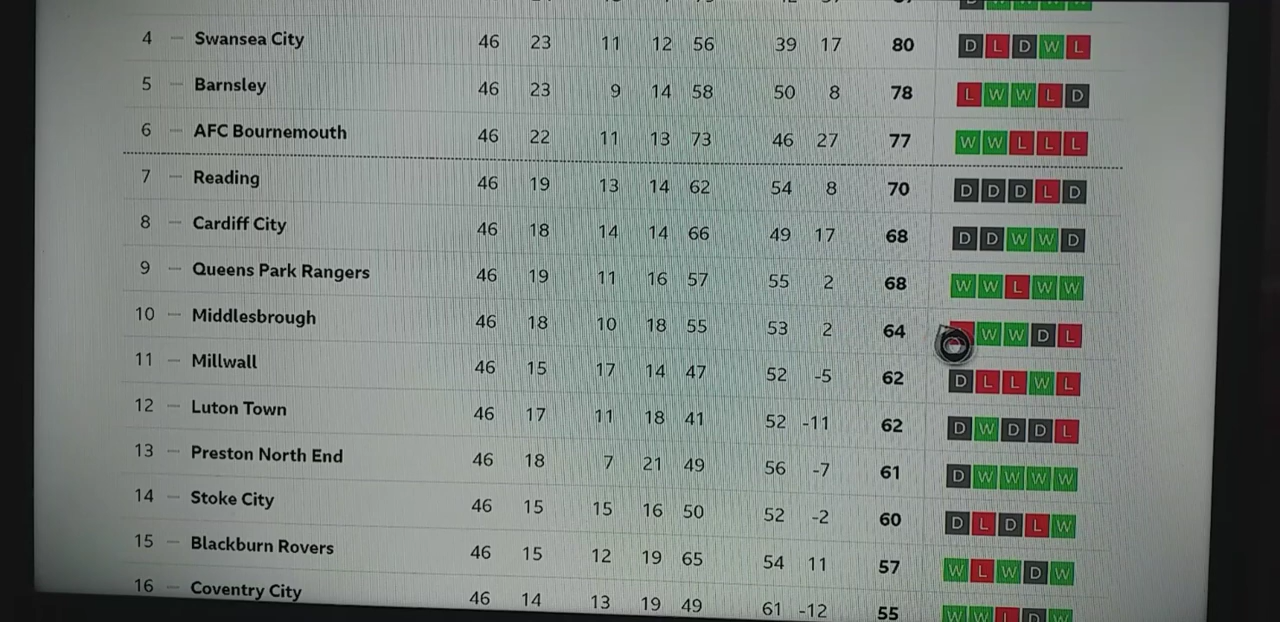 4 Swansea City 46 23 11 12 56 39 17 80 D L D W L
5 Barnsley 46 23 9 14 58 50 8 78 L W W L D
6 AFC Bournemouth 46 22 11 13 73 46 27 77 W W L L L
7 Reading 46 19 13 14 62 54 8 70 D D D L D
8 Cardiff City 46 18 14 14 66 49 17 68 D D W W D
9 Queens Park Rangers 46 19 11 16 57 55 2 68 W W L W W
10 Middlesbrough 46 18 10 18 55 53 2 64 W W D L
11 Millwall 46 15 17 14 47 52 -5 62 D L L W L
12 Luton Town 46 17 11 18 41 52 -11 62 D W D D L
13 Preston North End 46 18 7 21 49 56 -7 61 D W W W W
14 Stoke City 46 15 15 16 50 52 -2 60 D L D L W
15 Blackburn Rovers 46 15 12 19 65 54 11 57 W L W D W
16 Coventry City 46 14 13 19 49 61 -12 55 W W L D W